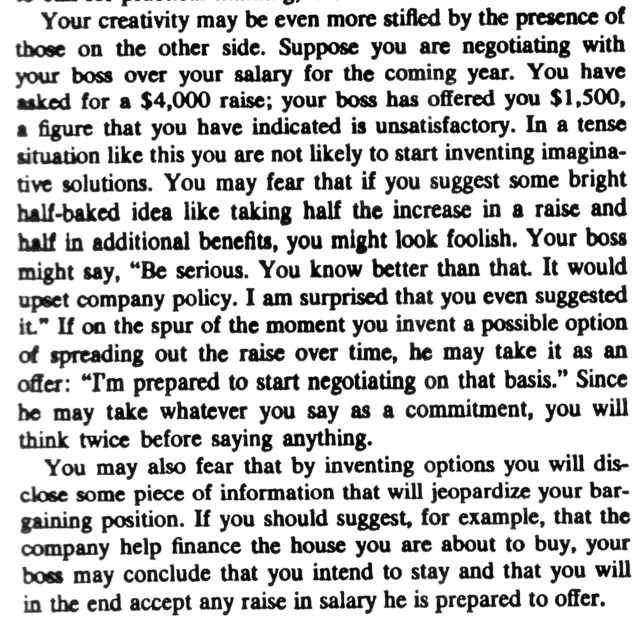 Your creativity may be even more stifled by the presence of
those on the other side. Suppose you are negotiating with
your boss over your salary for the coming year. You have
asked for a $4,000 raise; your boss has offered you $1,500,
a figure that you have indicated is unsatisfactory. In a tense
situation like this you are not likely to start inventing imagina-
tive solutions. You may fear that if you suggest some bright
half-baked idea like taking half the increase in a raise and
half in additional benefits, you might look foolish. Your boss
might say, “Be serious. You know better than that. It would
upset company policy. I am surprised that you even suggested
it.” If on the spur of the moment you invent a possible option
of spreading out the raise over time, he may take it as an
offer: “I'm prepared to start negotiating on that basis.” Since
he may take whatever you say as a commitment, you will
think twice before saying anything.
You may also fear that by inventing options you will dis-
close some piece of information that will jeopardize your bar-
gaining position. If you should suggest, for example, that the
company help finance the house you are about to buy, your
boss may conclude that you intend to stay and that you will
in the end accept any raise in salary he is prepared to offer.